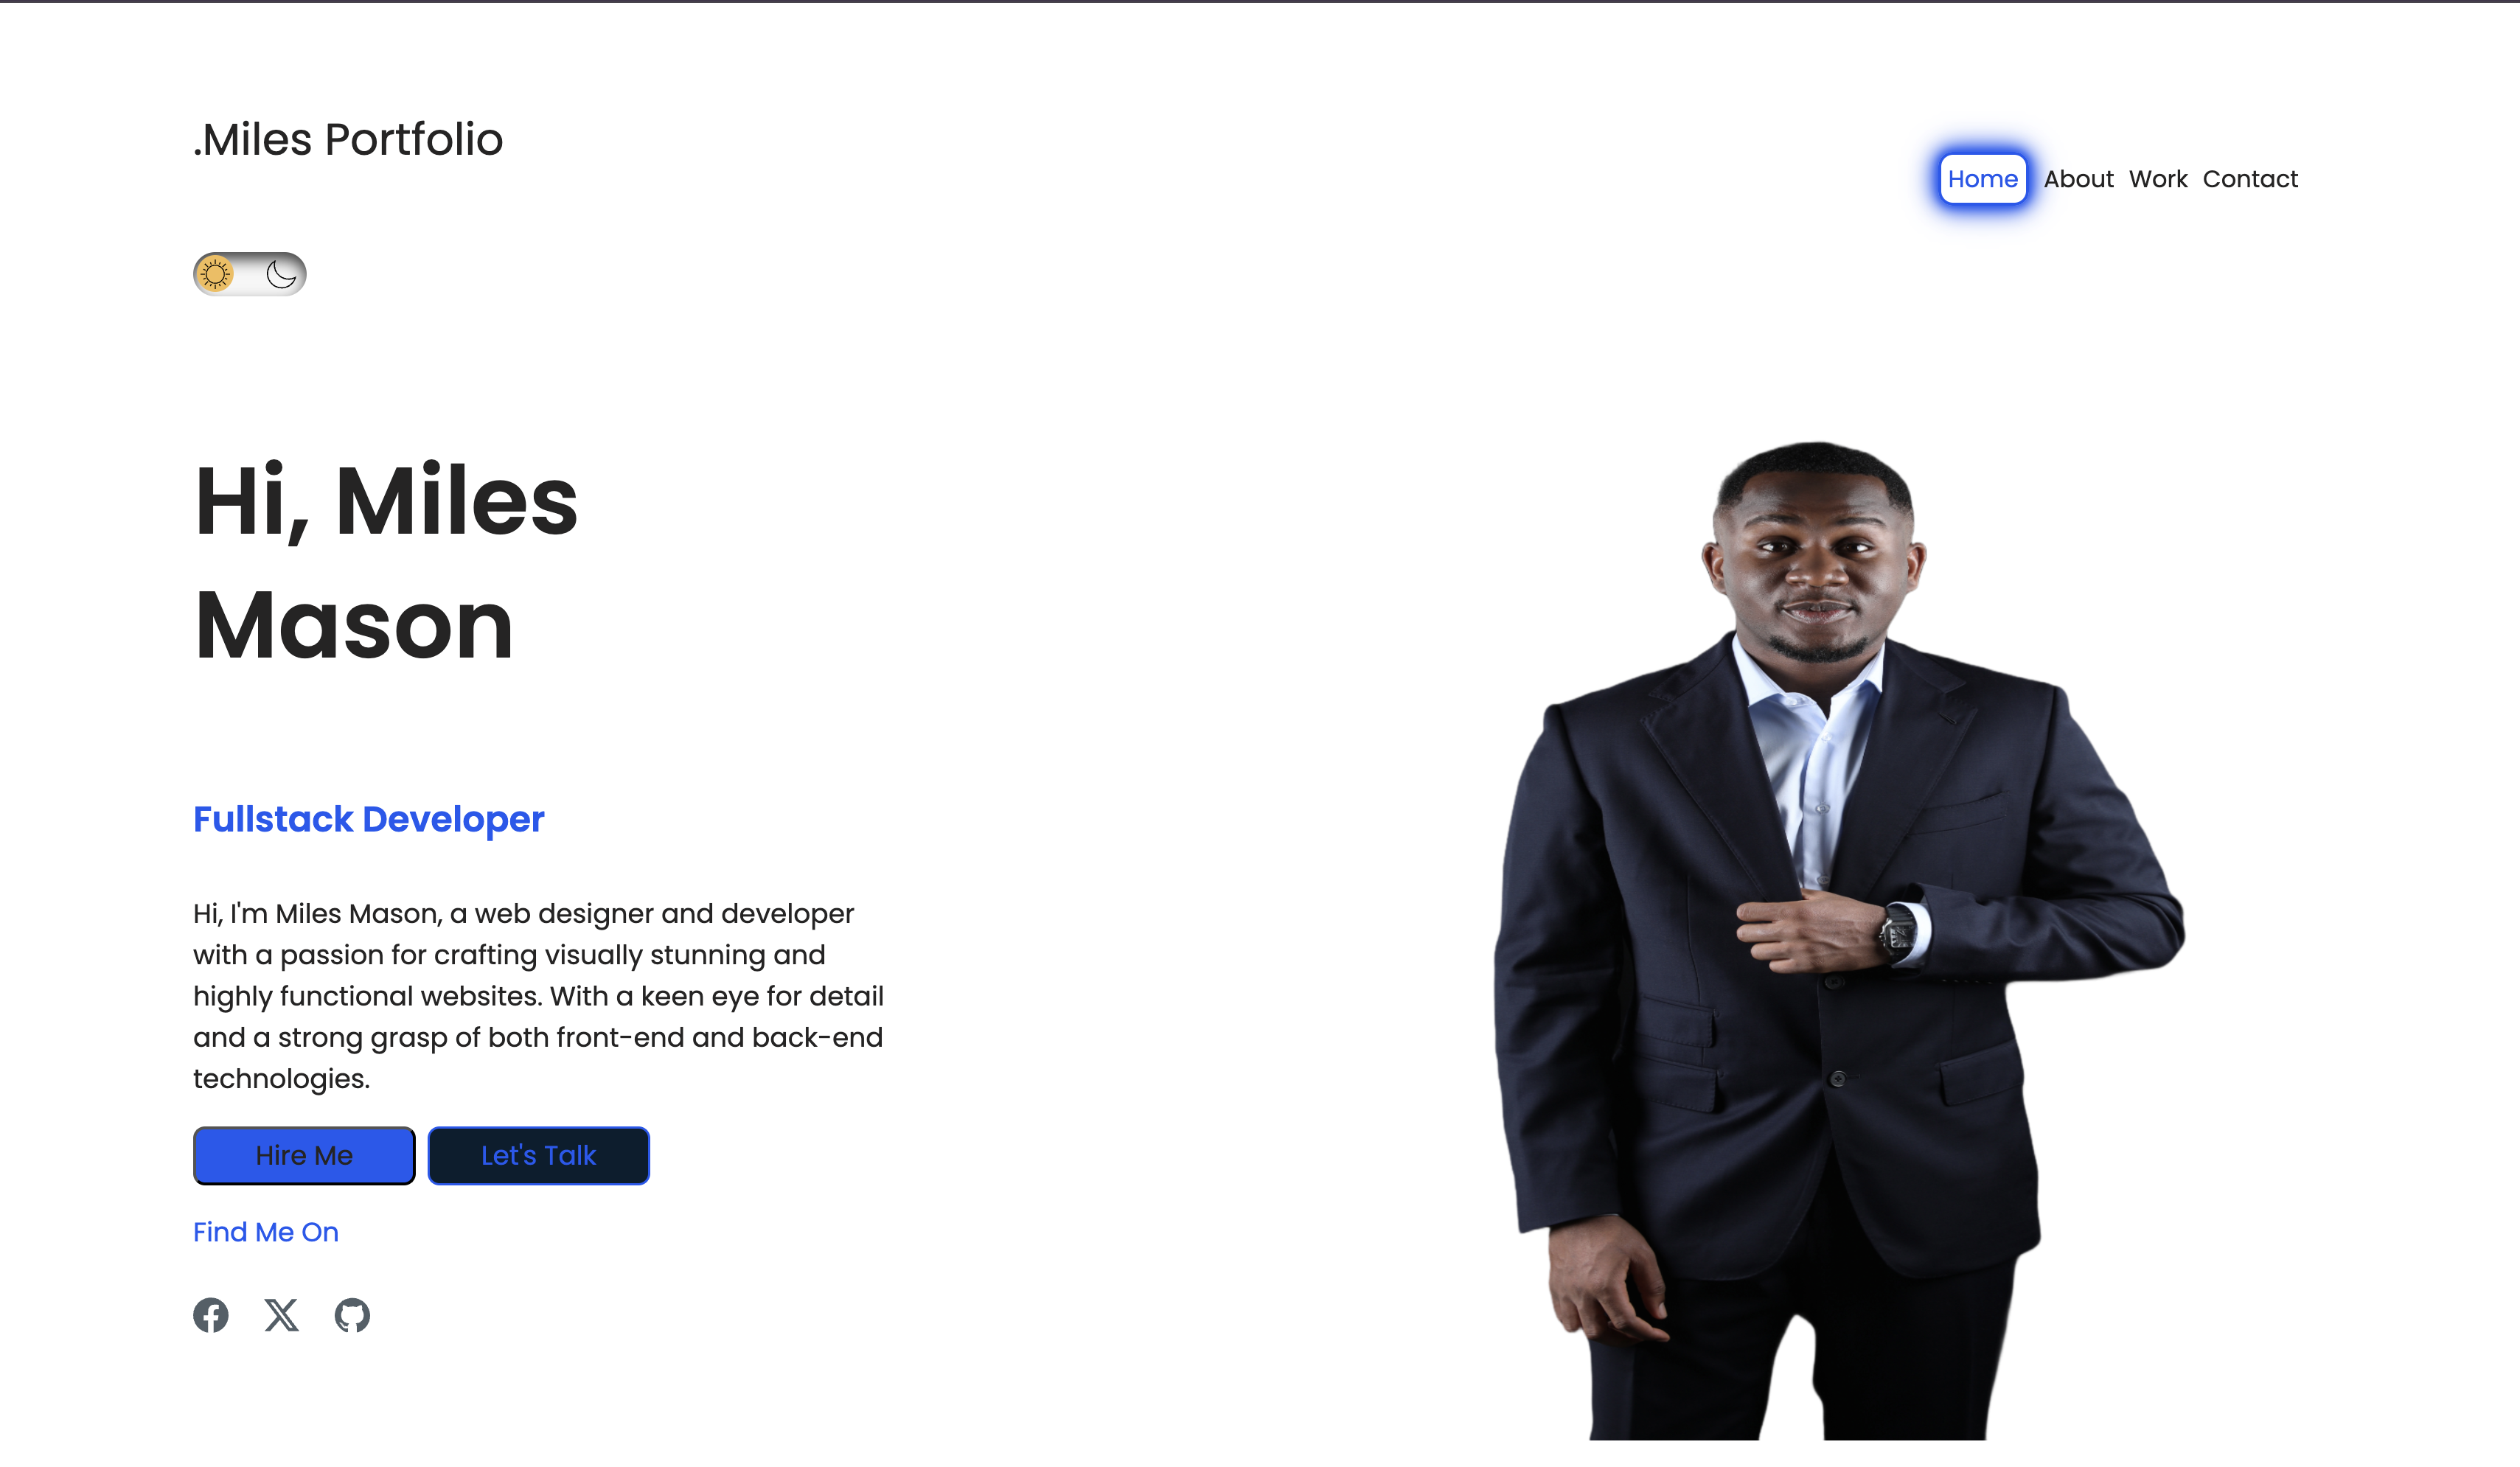 .Miles Portfolio
Home About Work Contact
Hi, Miles
Mason
Fullstack Developer
Hi, I'm Miles Mason, a web designer and developer
with a passion for crafting visually stunning and
highly functional websites. With a keen eye for detail
and a strong grasp of both front-end and back-end
technologies.
Hire Me
Let's Talk
Find Me On